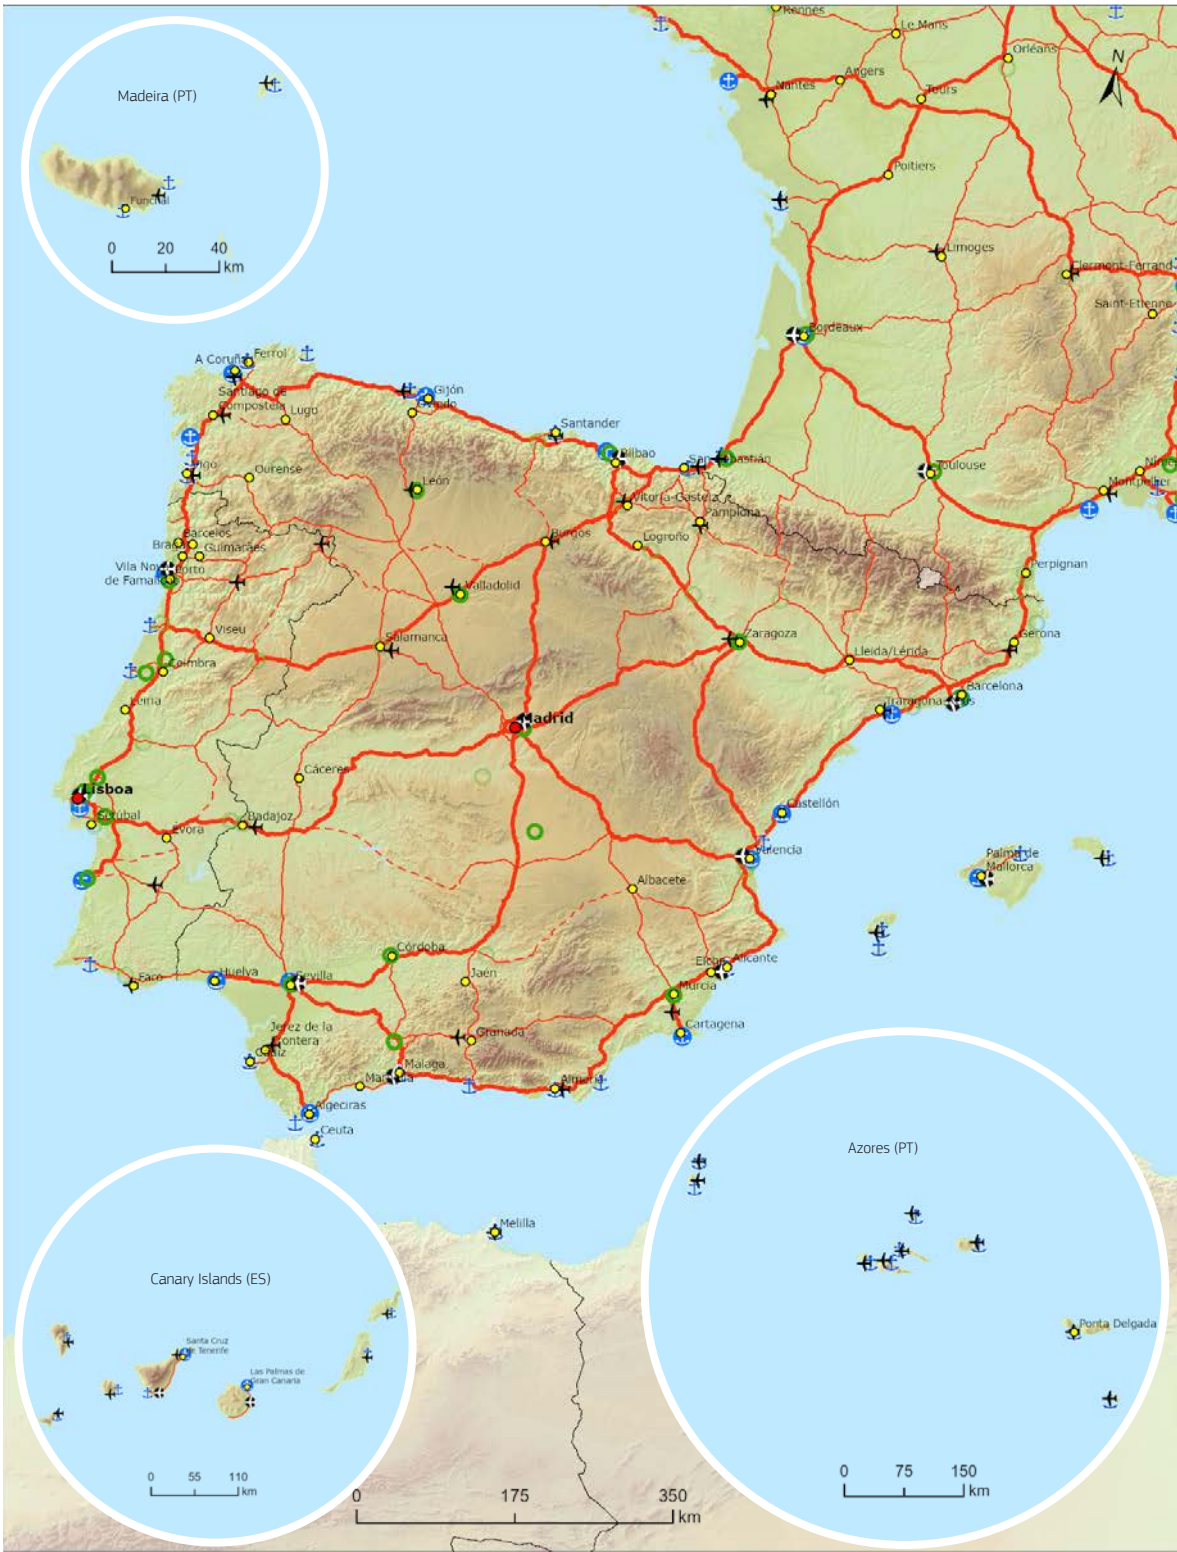 Rennes
Le Mans
Orléans
N
Angers
Nantes
Tours
Madeira (PT)
Poitiers
Funchal
0 20 40
km
Limoges
Clermont-Ferrand
Saint-Etienne
Bordeaux
A Coruña
Ferrol
Gijón
Santiago de
Compostela
Lugo
Oviedo
Santander
Bilbao
San Sebastián
Toulouse
Nîmes
Montpellier
Vigo
Ourense
León
Vitoria-Gasteiz
Pamplona
Burgos
Logroño
Barcelos
Braga
Guimarães
Vila Nova
de Famalicão
Porto
Perpignan
Valladolid
Viseu
Salamanca
Zaragoza
Gerona
Lleida/Lérida
Coimbra
Barcelona
Leiria
Madrid
Cáceres
Lisboa
Castellón
Setúbal
Évora
Badajoz
Valencia
Palma de
Mallorca
Albacete
Córdoba
Elche
Alicante
Faro
Huelva
Sevilla
Jaén
Murcia
Cartagena
Jerez de la
Frontera
Granada
Cádiz
Málaga
Marbella
Almería
Algeciras
Ceuta
Azores (PT)
Melilla
Canary Islands (ES)
Ponta Delgada
Santa Cruz
de Tenerife
Las Palmas de
Gran Canaria
0 55 110
km
0 75 150
km
0 175 350
km